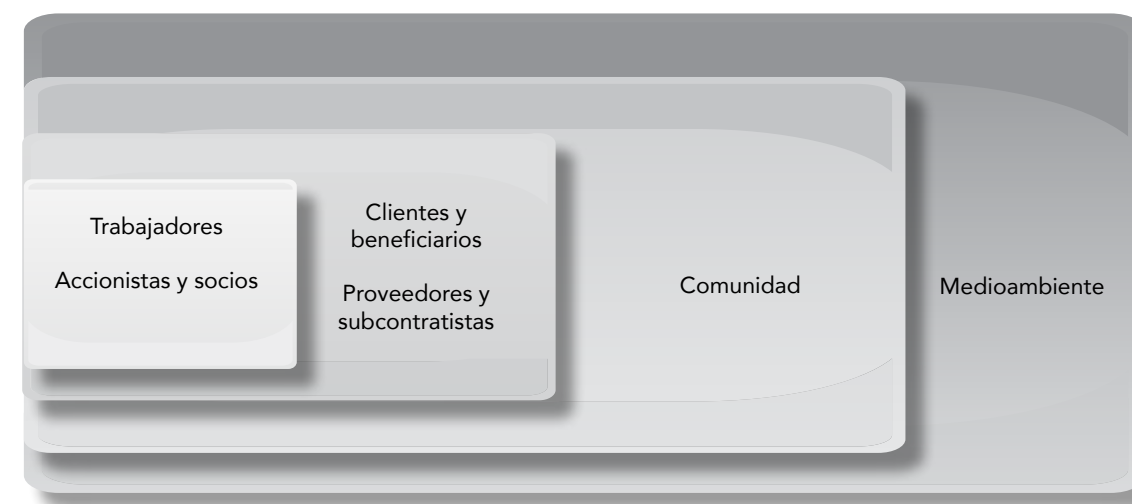 Trabajadores
Accionistas y socios
Clientes y
beneficiarios
Proveedores y
subcontratistas
Comunidad
Medioambiente